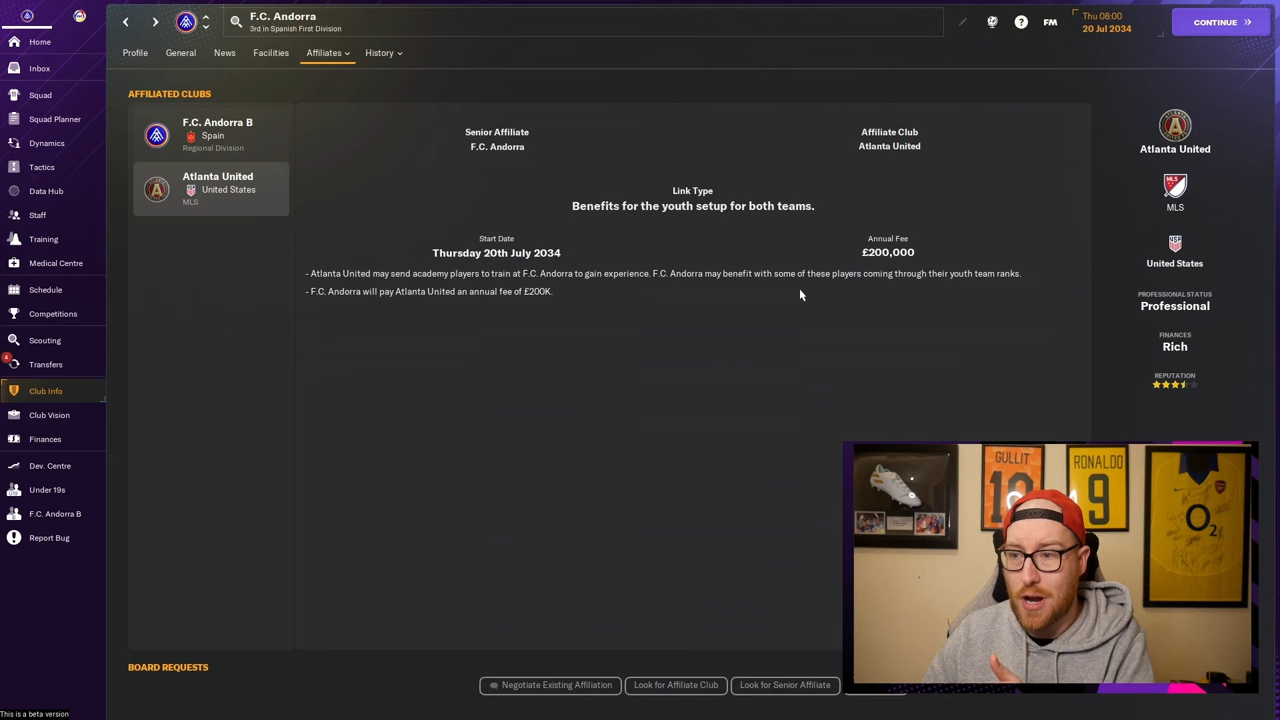 F.C. Andorra
3rd in Spanish First Division
Thu 08:00
20 Jul 2034
FM
CONTINUE
Home
Inbox
Squad
Squad Planner
Dynamics
Tactics
Data Hub
Staff
Training
Medical Centre
Schedule
Competitions
Scouting
4
Transfers
Club Info
Club Vision
Finances
Dev. Centre
Under 19s
F.C. Andorra B
Report Bug
This is a beta version
Profile
General
News
Facilities
Affiliates
History
AFFILIATED CLUBS
F.C. Andorra B
Spain
Regional Division
Atlanta United
United States
MLS
Senior Affiliate
F.C. Andorra
Affiliate Club
Atlanta United
Link Type
Benefits for the youth setup for both teams.
Start Date
Thursday 20th July 2034
Annual Fee
£200,000
- Atlanta United may send academy players to train at F.C. Andorra to gain experience. F.C. Andorra may benefit with some of these players coming through their youth team ranks.
- F.C. Andorra will pay Atlanta United an annual fee of £200K.
Atlanta United
MLS
MLS
United States
PROFESSIONAL STATUS
Professional
FINANCES
Rich
REPUTATION
BOARD REQUESTS
Negotiate Existing Affiliation
Look for Affiliate Club
Look for Senior Affiliate
GULLIT
10
RONALDO
9
O2